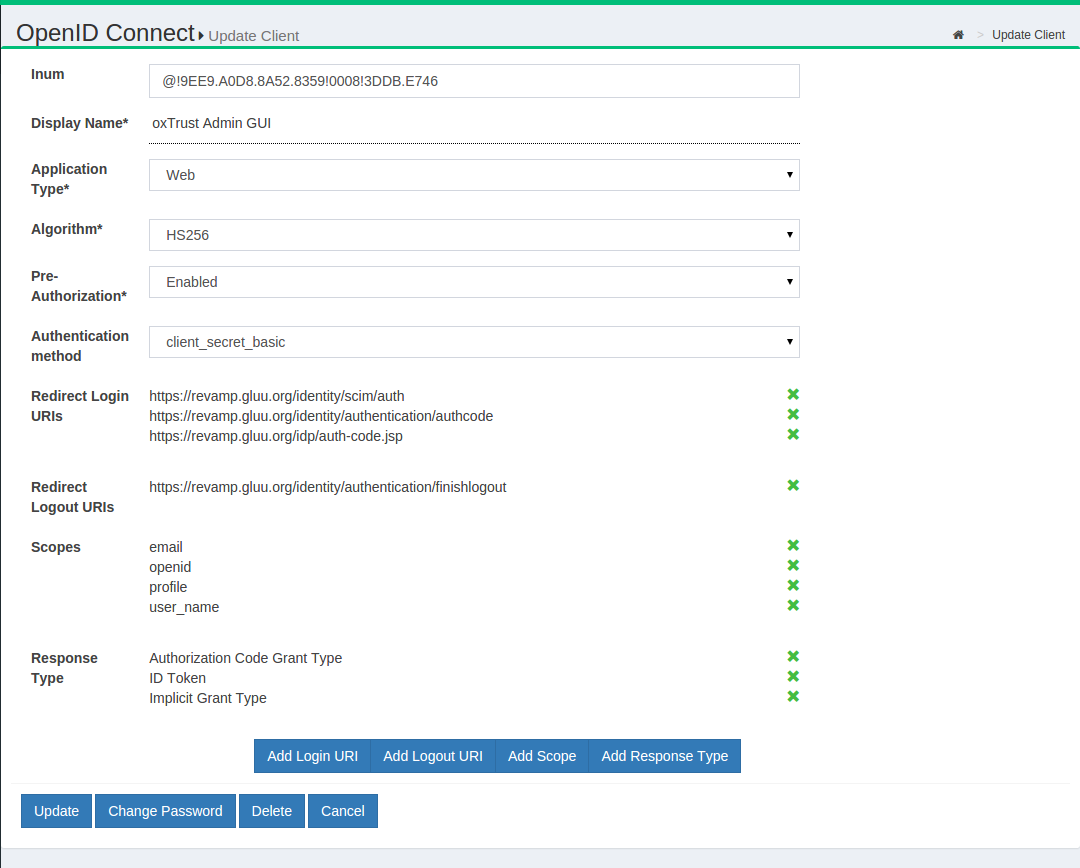 OpenID Connect Update Client
> Update Client
Inum
@!9EE9.A0D8.8A52.8359!0008!3DDB.E746
Display Name*
oxTrust Admin GUI
Application
Type*
Web
Algorithm*
HS256
Pre-
Authorization*
Enabled
Authentication
method
client_secret_basic
Redirect Login
URIs
https://revamp.gluu.org/identity/scim/auth
https://revamp.gluu.org/identity/authentication/authcode
https://revamp.gluu.org/idp/auth-code.jsp
Redirect
Logout URIs
https://revamp.gluu.org/identity/authentication/finishlogout
Scopes
email
openid
profile
user_name
Response
Type
Authorization Code Grant Type
ID Token
Implicit Grant Type
Add Login URI Add Logout URI Add Scope Add Response Type
Update Change Password Delete Cancel